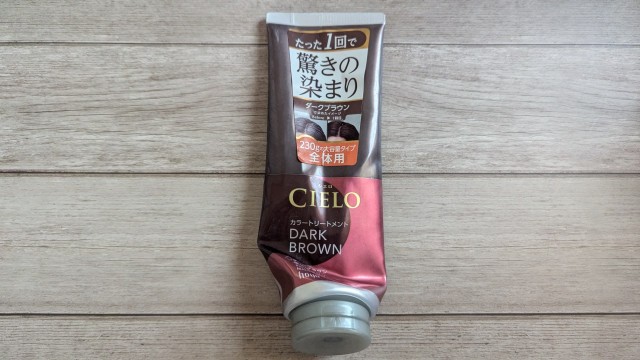 たった1回で
驚きの
染まり
ダークブラウン
230g・大容量タイプ
全体用
CIELO
カラートリートメント
DARK
BROWN